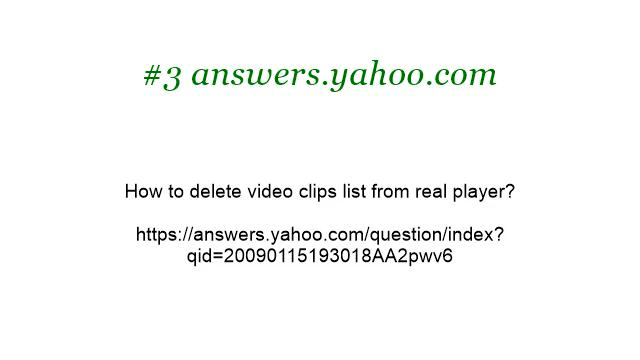 #3 answers.yahoo.com
How to delete video clips list from real player?
https://answers.yahoo.com/question/index?
qid=20090115193018AA2pwv6